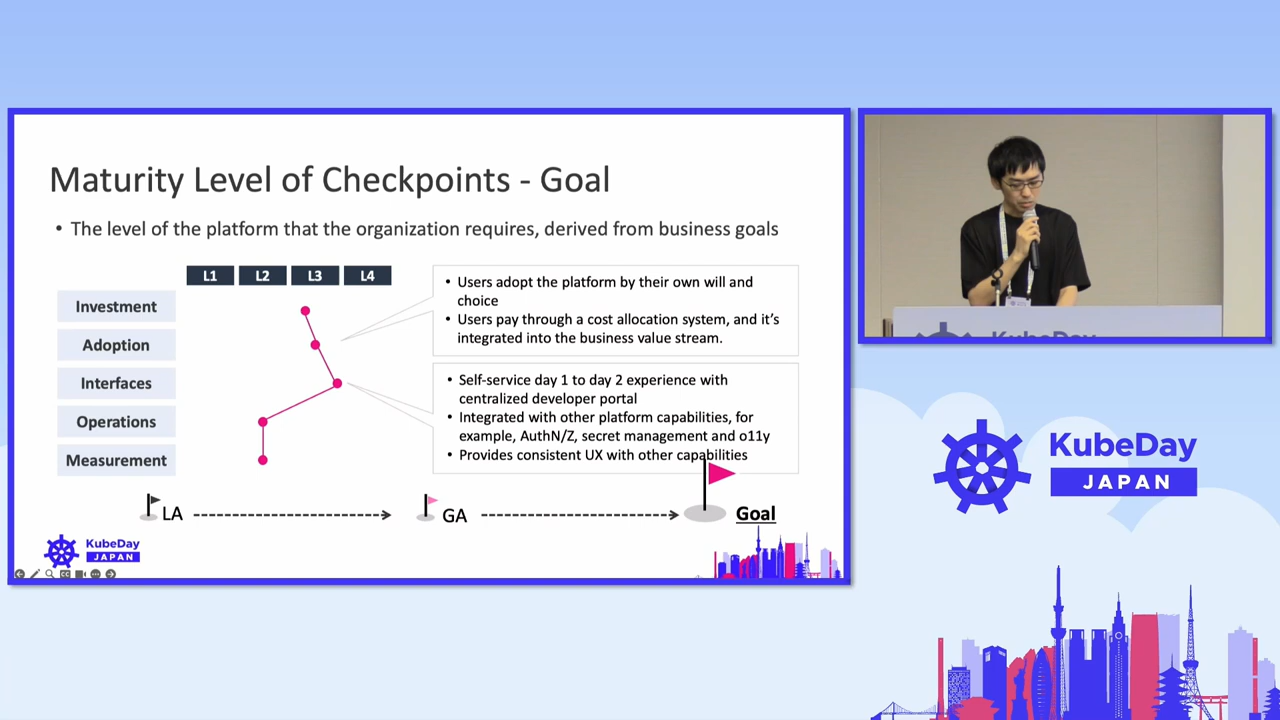 Maturity Level of Checkpoints - Goal
• The level of the platform that the organization requires, derived from business goals
L1 L2 L3 L4
Investment
Adoption
Interfaces
Operations
Measurement
• Users adopt the platform by their own will and
choice
• Users pay through a cost allocation system, and it's
integrated into the business value stream.
• Self-service day 1 to day 2 experience with
centralized developer portal
• Integrated with other platform capabilities, for
example, AuthN/Z, secret management and o11y
• Provides consistent UX with other capabilities
LA
GA
Goal
KubeDay
JAPAN
KubeDay
JAPAN